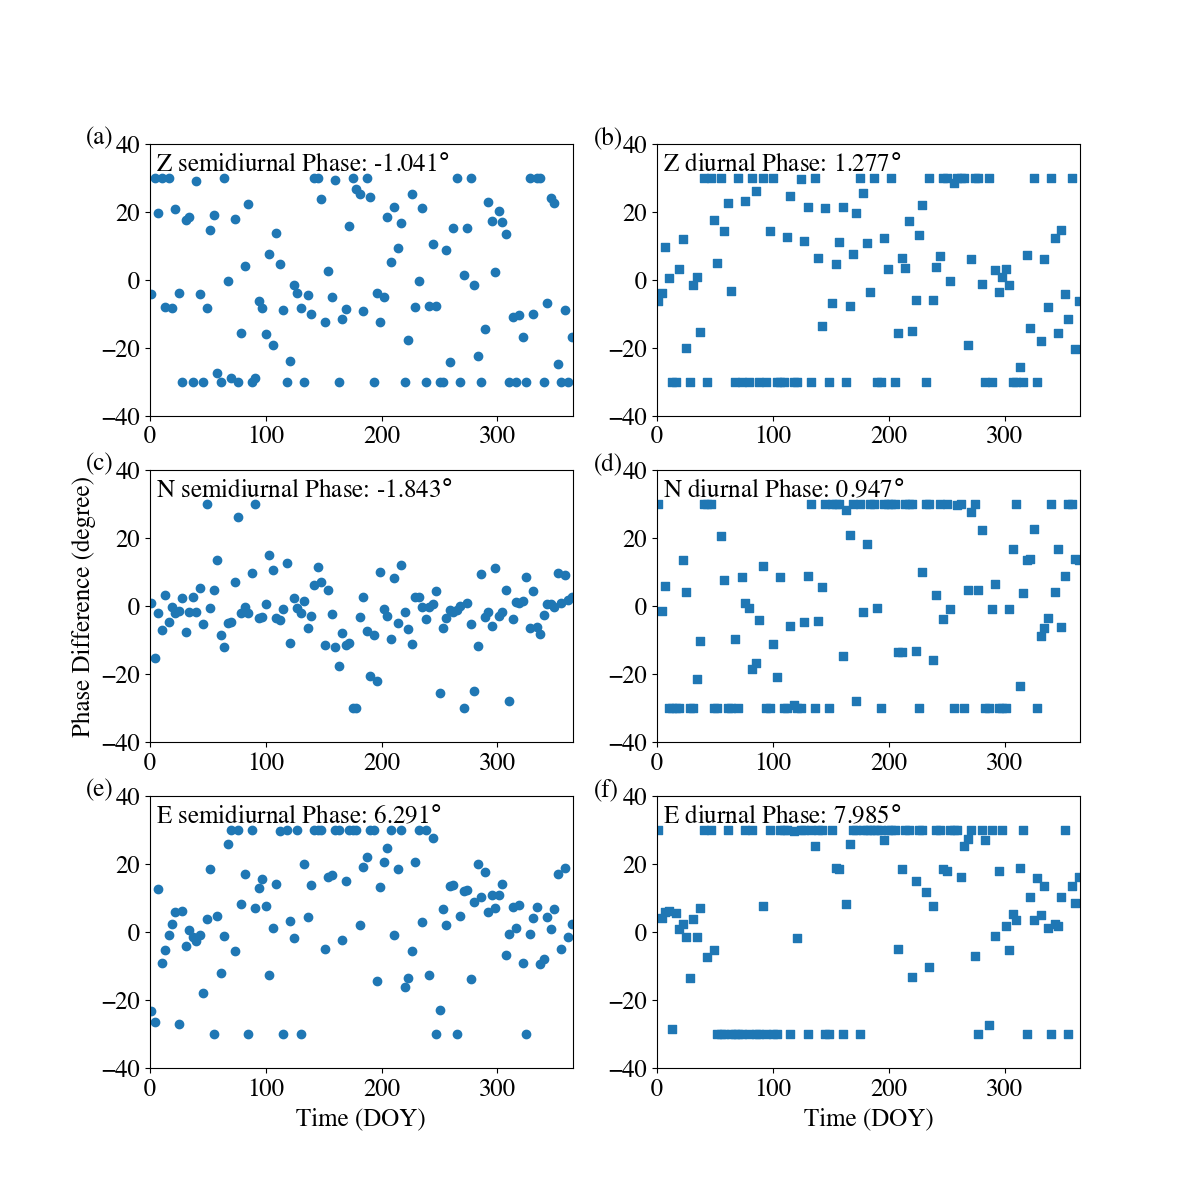 (a)
Z semidiurnal Phase: -1.041°
40
20
0
−20
−40
0 100 200 300
(b)
Z diurnal Phase: 1.277°
40
20
0
−20
−40
0 100 200 300
Phase Difference (degree)
(c)
N semidiurnal Phase: -1.843°
40
20
0
−20
−40
0 100 200 300
(d)
N diurnal Phase: 0.947°
40
20
0
−20
−40
0 100 200 300
(e)
E semidiurnal Phase: 6.291°
40
20
0
−20
−40
0 100 200 300
Time (DOY)
(f)
E diurnal Phase: 7.985°
40
20
0
−20
−40
0 100 200 300
Time (DOY)